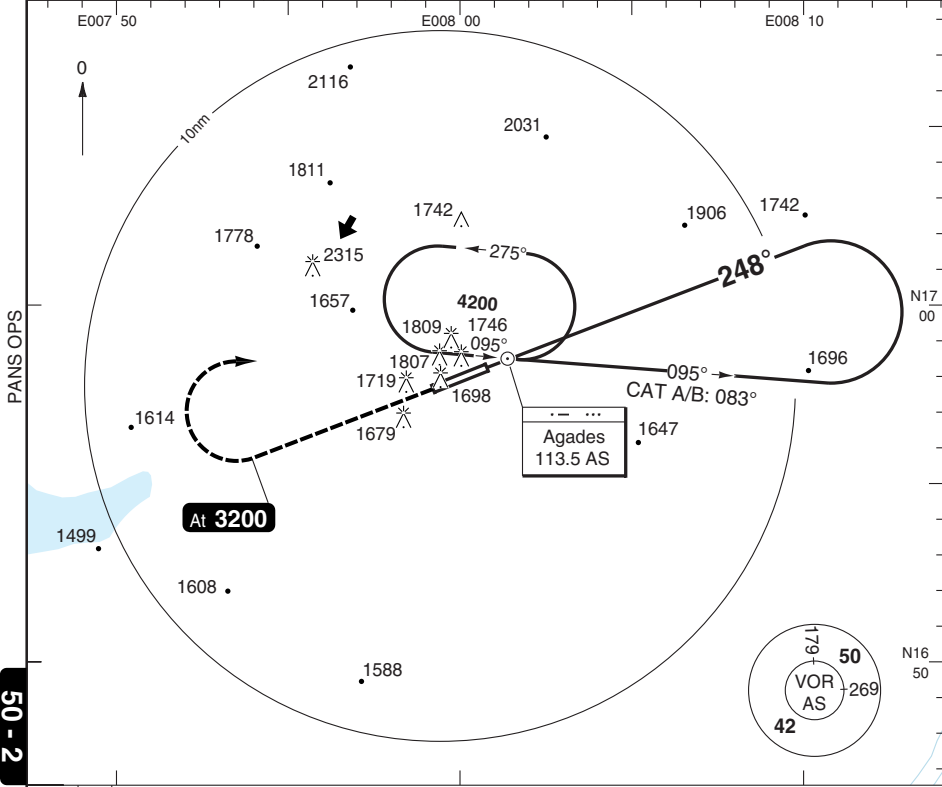 E007 50
E008 00
E008 10
0
2116
10nm
2031
1811
1742
1906
1742
1778
2315
275°
248°
1657
4200
N17
00
1809
1746
095°
1807
1719
1698
095°
CAT A/B: 083°
1696
PANS OPS
1614
1679
Agades
113.5 AS
1647
At 3200
1499
1608
1588
179
50
N16
50
VOR
AS
269
42
50 - 2